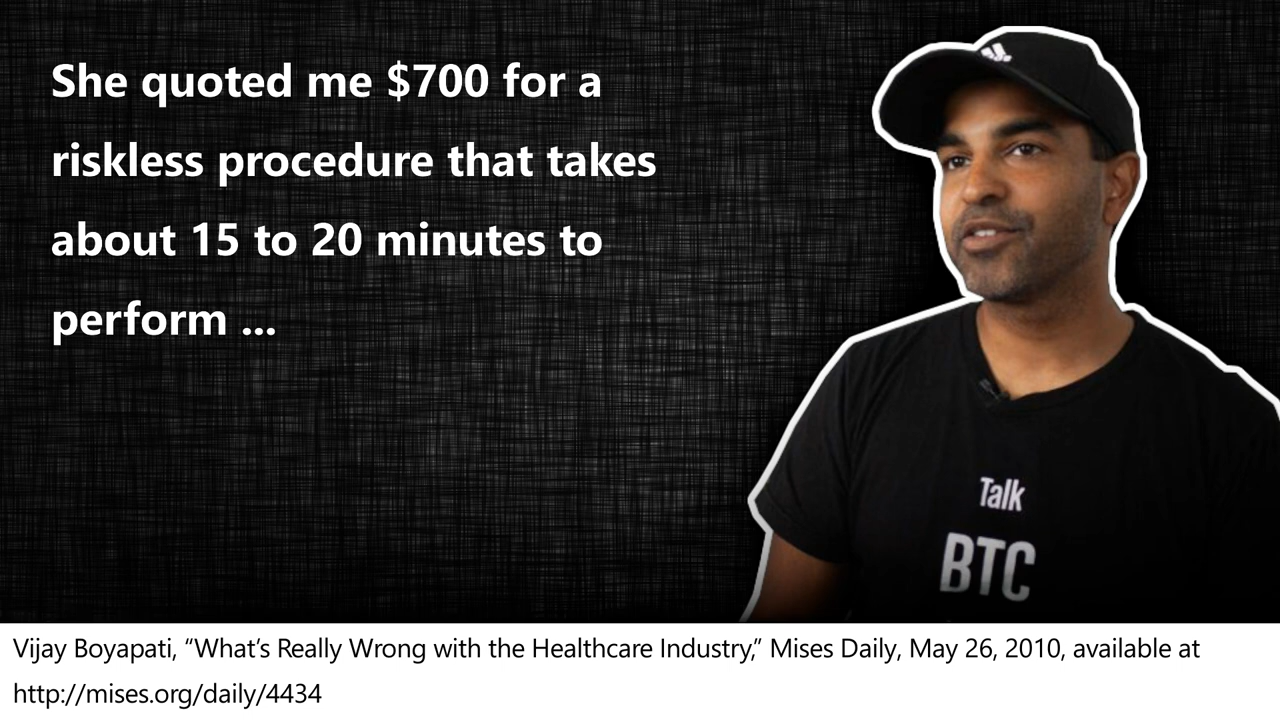 She quoted me $700 for a
riskless procedure that takes
about 15 to 20 minutes to
perform ...
Talk
BTC
Vijay Boyapati, “What’s Really Wrong with the Healthcare Industry,” Mises Daily, May 26, 2010, available at
http://mises.org/daily/4434